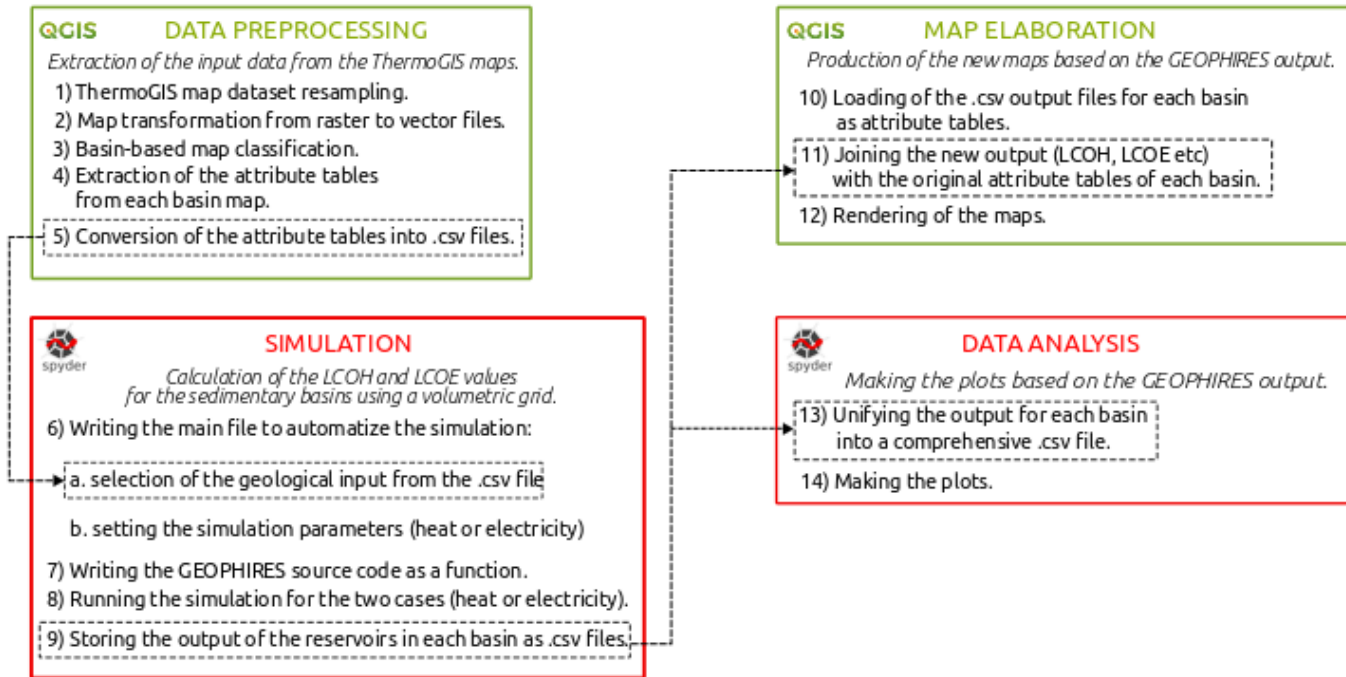 QGIS DATA PREPROCESSING
Extraction of the input data from the ThermoGIS maps.
1) ThermoGIS map dataset resampling.
2) Map transformation from raster to vector files.
3) Basin-based map classification.
4) Extraction of the attribute tables
from each basin map.
5) Conversion of the attribute tables into .csv files.
spyder
SIMULATION
Calculation of the LCOH and LCOE values
for the sedimentary basins using a volumetric grid.
6) Writing the main file to automatize the simulation:
a. selection of the geological input from the .csv file
b. setting the simulation parameters (heat or electricity)
7) Writing the GEOPHIRES source code as a function.
8) Running the simulation for the two cases (heat or electricity).
9) Storing the output of the reservoirs in each basin as .csv files.
QGIS MAP ELABORATION
Production of the new maps based on the GEOPHIRES output.
10) Loading of the .csv output files for each basin
as attribute tables.
11) Joining the new output (LCOH, LCOE etc)
with the original attribute tables of each basin.
12) Rendering of the maps.
spyder
DATA ANALYSIS
Making the plots based on the GEOPHIRES output.
13) Unifying the output for each basin
into a comprehensive .csv file.
14) Making the plots.